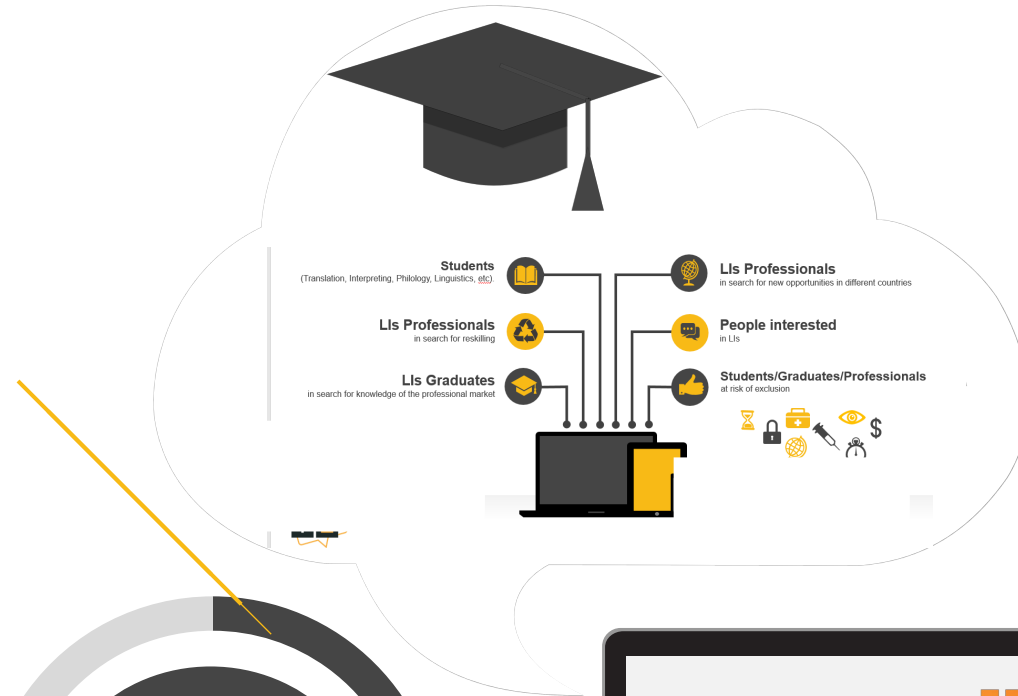 Students
(Translation, Interpreting, Philology, Linguistics, etc).
LIs Professionals
in search for reskilling
LIs Graduates
in search for knowledge of the professional market
LIs Professionals
in search for new opportunities in different countries
People interested
in LIs
Students/Graduates/Professionals
at risk of exclusion
$